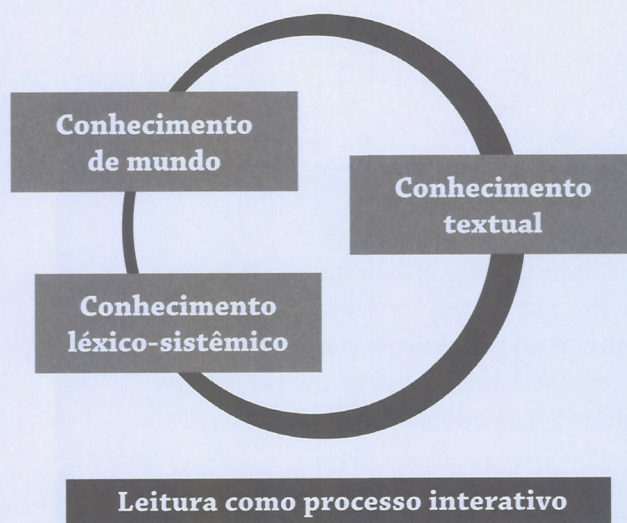 Conhecimento
de mundo
Conhecimento
textual
Conhecimento
léxico-sistêmico
Leitura como processo interativo